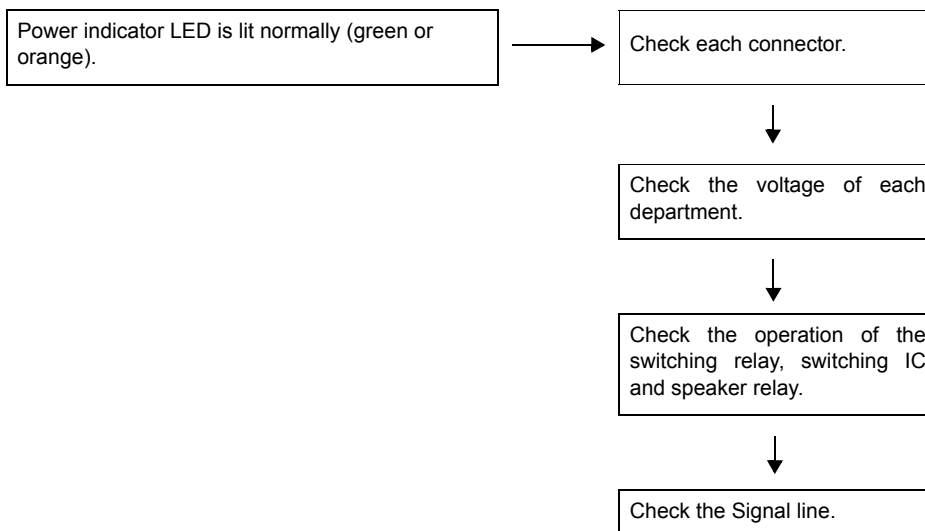 Power indicator LED is lit normally (green or
orange).
Check each connector.
Check the voltage of each
department.
Check the operation of the
switching relay, switching IC
and speaker relay.
Check the Signal line.